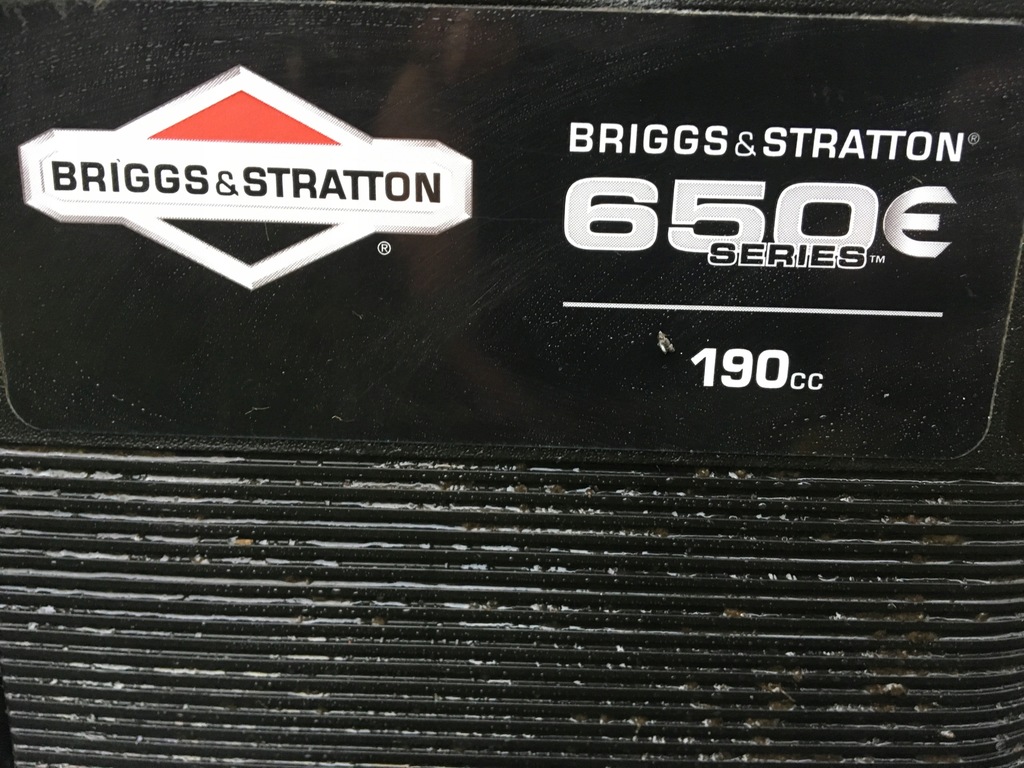 BRIGGS & STRATTON
®
BRIGGS & STRATTON®
650E
SERIES™
190cc